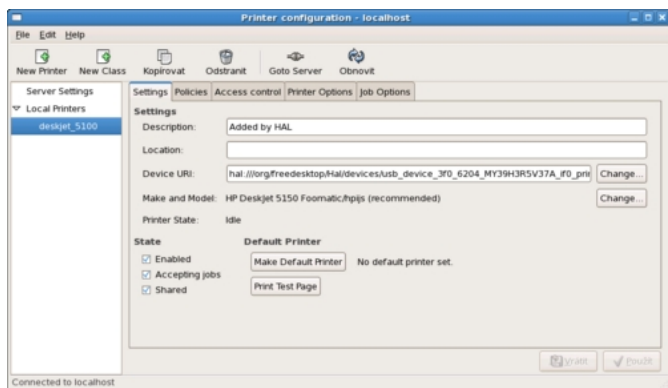 Printer configuration - localhost
File Edit Help
New Printer New Class Kopírovat Odstranit Goto Server Obnovit
Server Settings
Local Printers
deskjet_5100
Settings Policies Access control Printer Options Job Options
Settings
Description: Added by HAL
Location:
Device URI: hal:///org/freedesktop/Hal/devices/usb_device_3f0_6204_MY39H3R5V37A_if0_prin Change...
Make and Model: HP DeskJet 5150 Foomatic/hpijs (recommended) Change...
Printer State: Idle
State Default Printer
Enabled Make Default Printer No default printer set.
Accepting jobs
Shared Print Test Page
Vrátit Použít
Connected to localhost